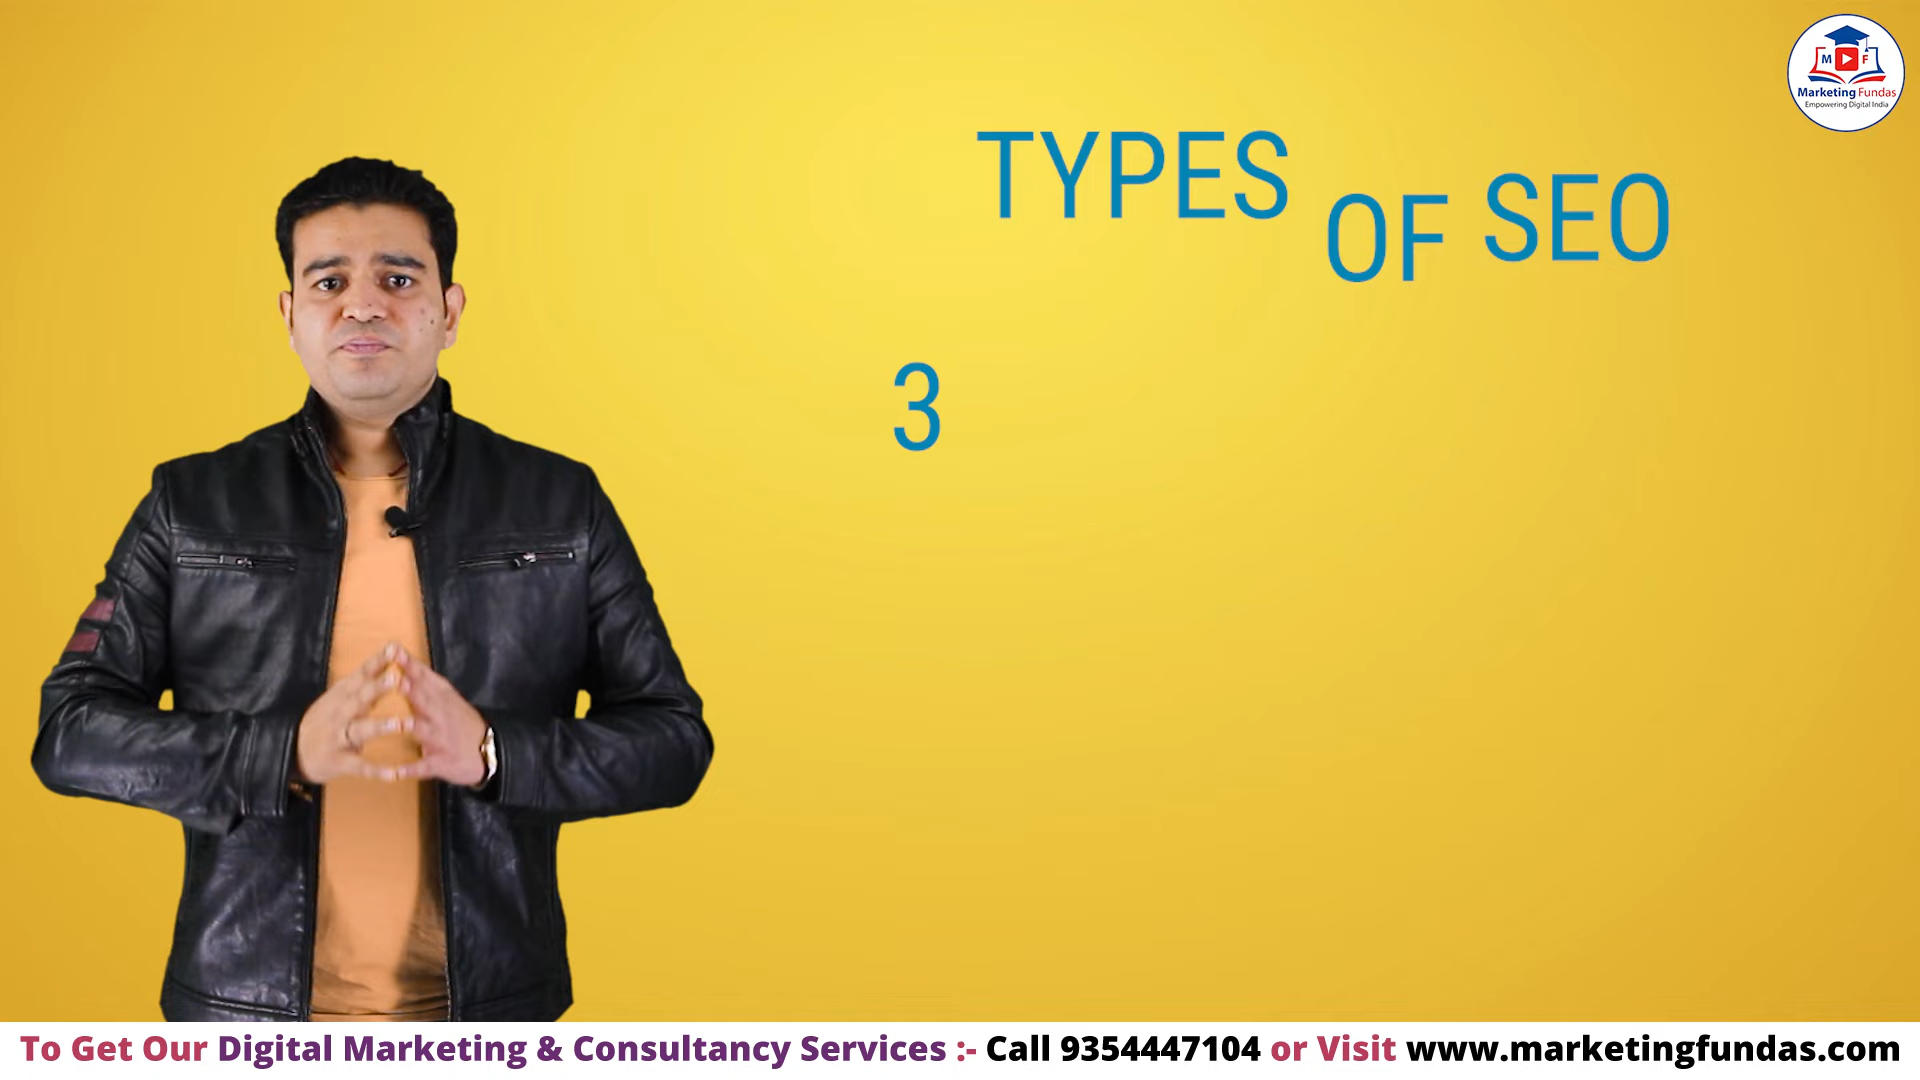 M F
Marketing Fundas
Empowering Digital India
TYPES OF SEO
3
To Get Our Digital Marketing & Consultancy Services :- Call 9354447104 or Visit www.marketingfundas.com